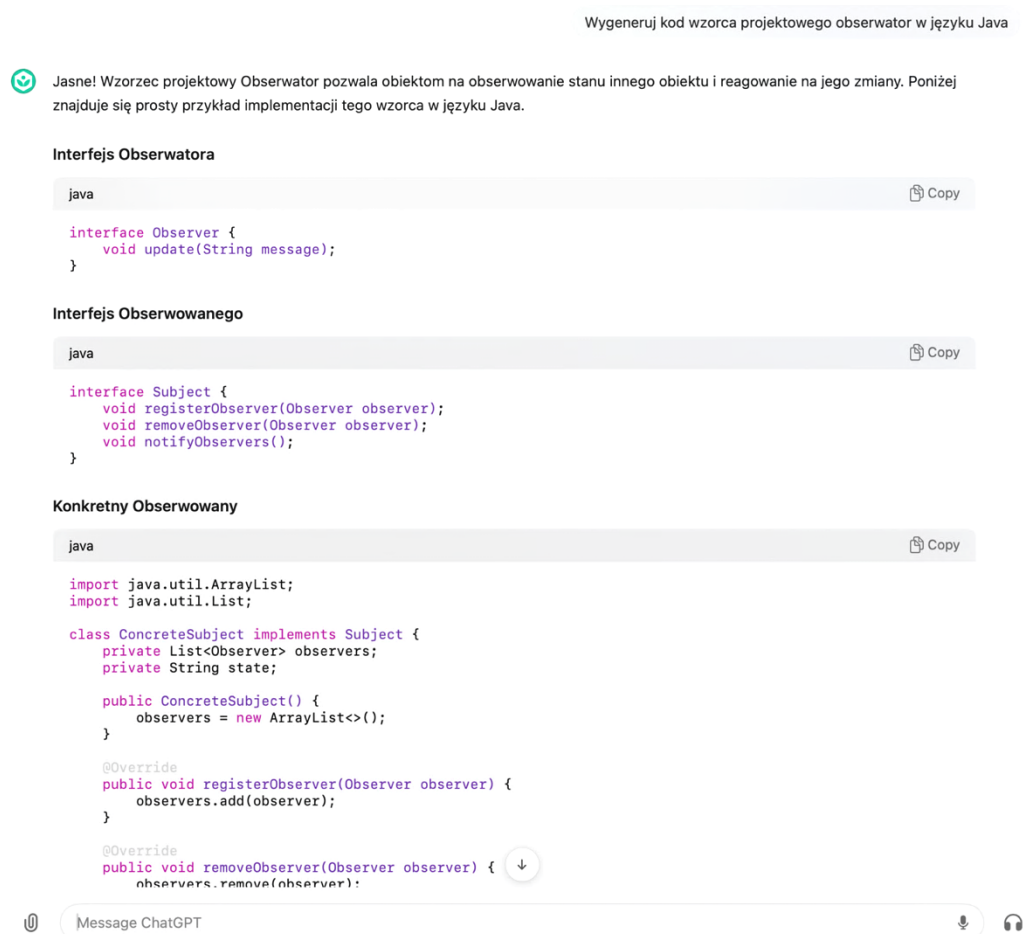 Wygeneruj kod wzorca projektowego obserwator w języku Java
Jasne! Wzorzec projektowy Obserwator pozwala obiektom na obserwowanie stanu innego obiektu i reagowanie na jego zmiany. Poniżej
znajduje się prosty przykład implementacji tego wzorca w języku Java.
Interfejs Obserwatora
java Copy
interface Observer {
    void update(String message);
}
Interfejs Obserwowanego
java Copy
interface Subject {
    void registerObserver(Observer observer);
    void removeObserver(Observer observer);
    void notifyObservers();
}
Konkretny Obserwowany
java Copy
import java.util.ArrayList;
import java.util.List;
class ConcreteSubject implements Subject {
    private List<Observer> observers;
    private String state;
    public ConcreteSubject() {
        observers = new ArrayList<>();
    }
    @Override
    public void registerObserver(Observer observer) {
        observers.add(observer);
    }
    @Override
    public void removeObserver(Observer observer) {
        observers.remove(observer);
Message ChatGPT